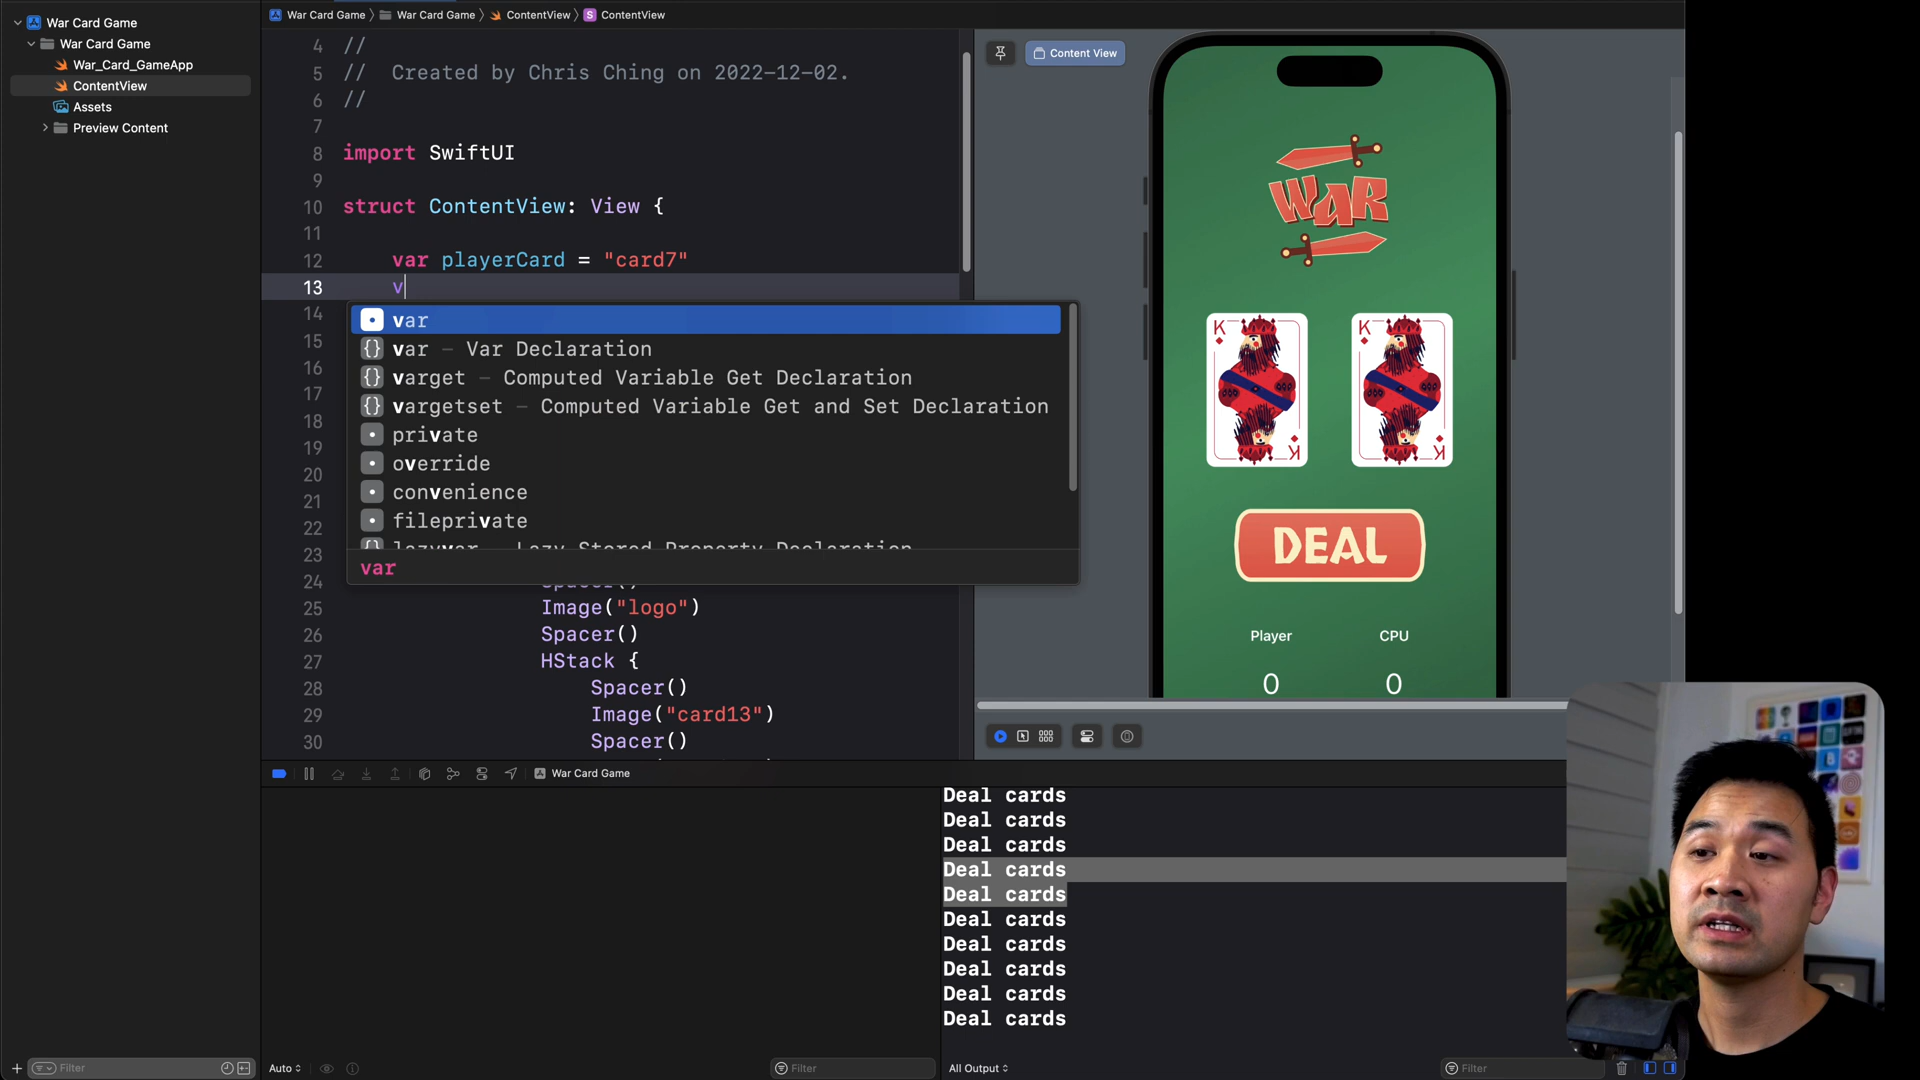 War Card Game
War Card Game
War_Card_GameApp
ContentView
Assets
Preview Content
Filter
War Card Game
War Card Game
ContentView
S
ContentView
4 //
5 // Created by Chris Ching on 2022-12-02.
6 //
7
8 import SwiftUI
9
10 struct ContentView: View {
11
12 var playerCard = "card7"
13 v
14
15
16
17
18
19
20
21
22
23
24 Spacer()
25 Image("logo")
26 Spacer()
27 HStack {
28 Spacer()
29 Image("card13")
30 Spacer()
var
{} var – Var Declaration
{} varget – Computed Variable Get Declaration
{} vargetset – Computed Variable Get and Set Declaration
private
override
convenience
fileprivate
{} lazyvar – Lazy Stored Property Declaration
var
Content View
WAR
K K
K K
DEAL
Player CPU
0 0
War Card Game
Deal cards
Deal cards
Deal cards
Deal cards
Deal cards
Deal cards
Deal cards
Deal cards
Deal cards
Deal cards
Auto
Filter
All Output
Filter